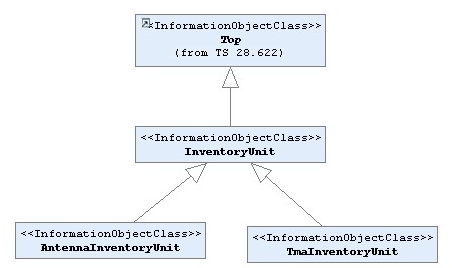 <<InformationObjectClass>>
Top
(from TS 28.622)
<<InformationObjectClass>>
InventoryUnit
<<InformationObjectClass>>
AntennaInventoryUnit
<<InformationObjectClass>>
TmaInventoryUnit